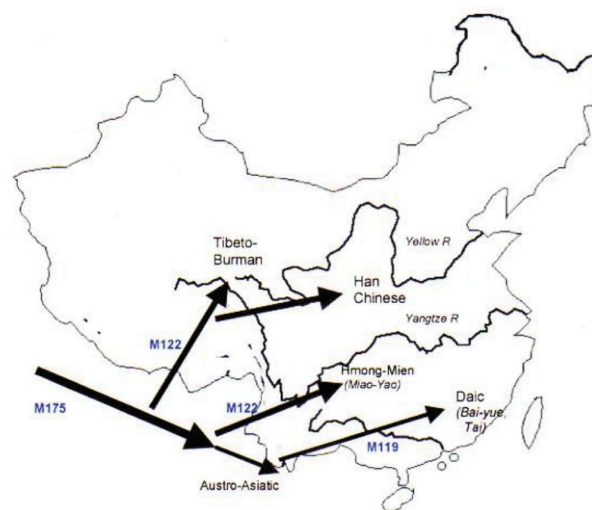 Tibeto-
Burman
Yellow R
Han
Chinese
Yangtze R
M122
Hmong-Mien
(Miao-Yao)
M175
M122
Daic
(Bai-yue,
Tai)
M119
Austro-Asiatic